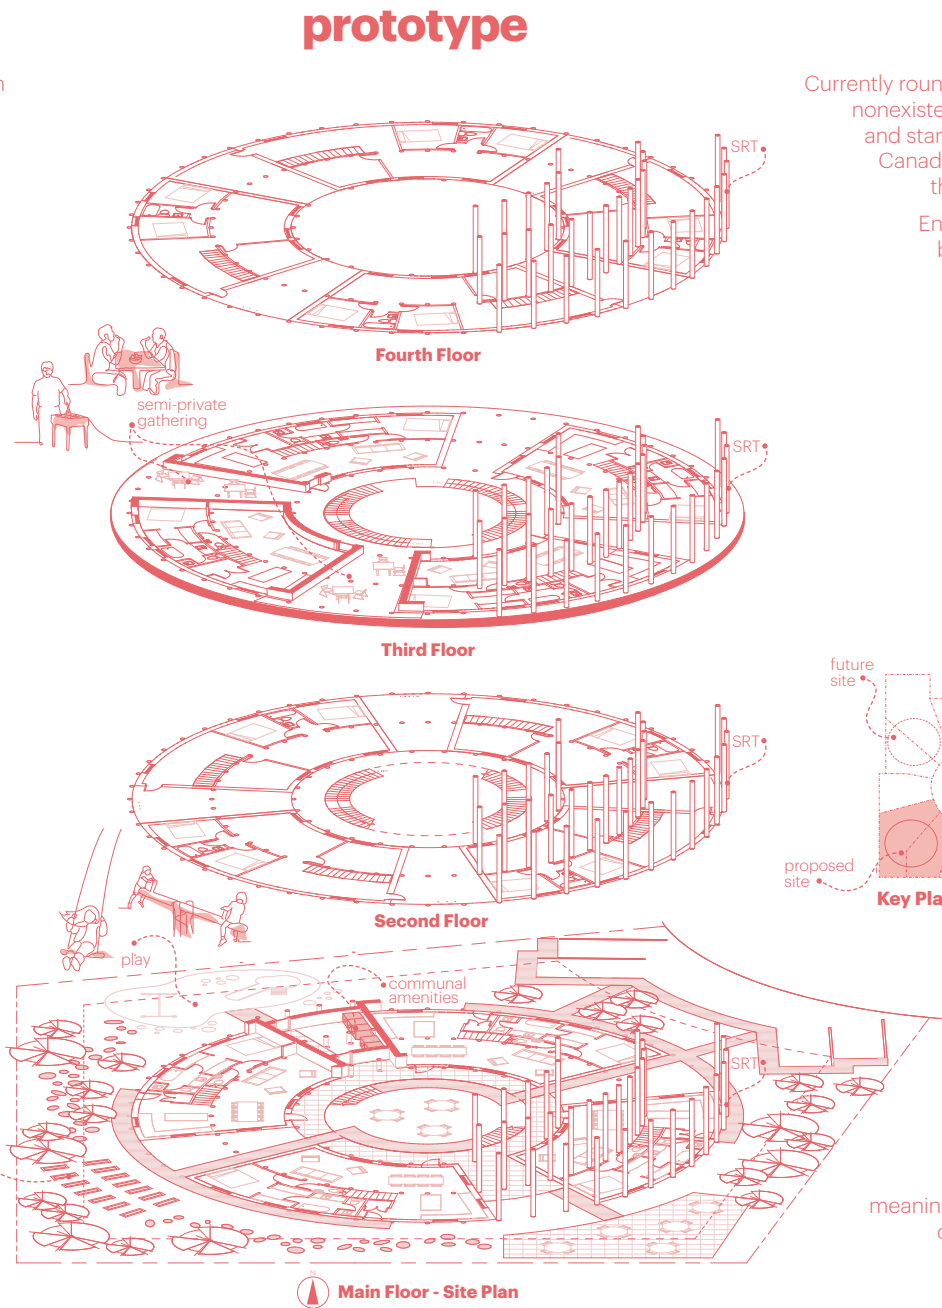 prototype
Currently roun
nonexiste
and star
Canad
th
En
b
SRT
Fourth Floor
semi-private
gathering
SRT
Third Floor
future
site
SRT
proposed
site
Key Pla
Second Floor
play
communal
amenities
SRT
meanin
N
Main Floor - Site Plan